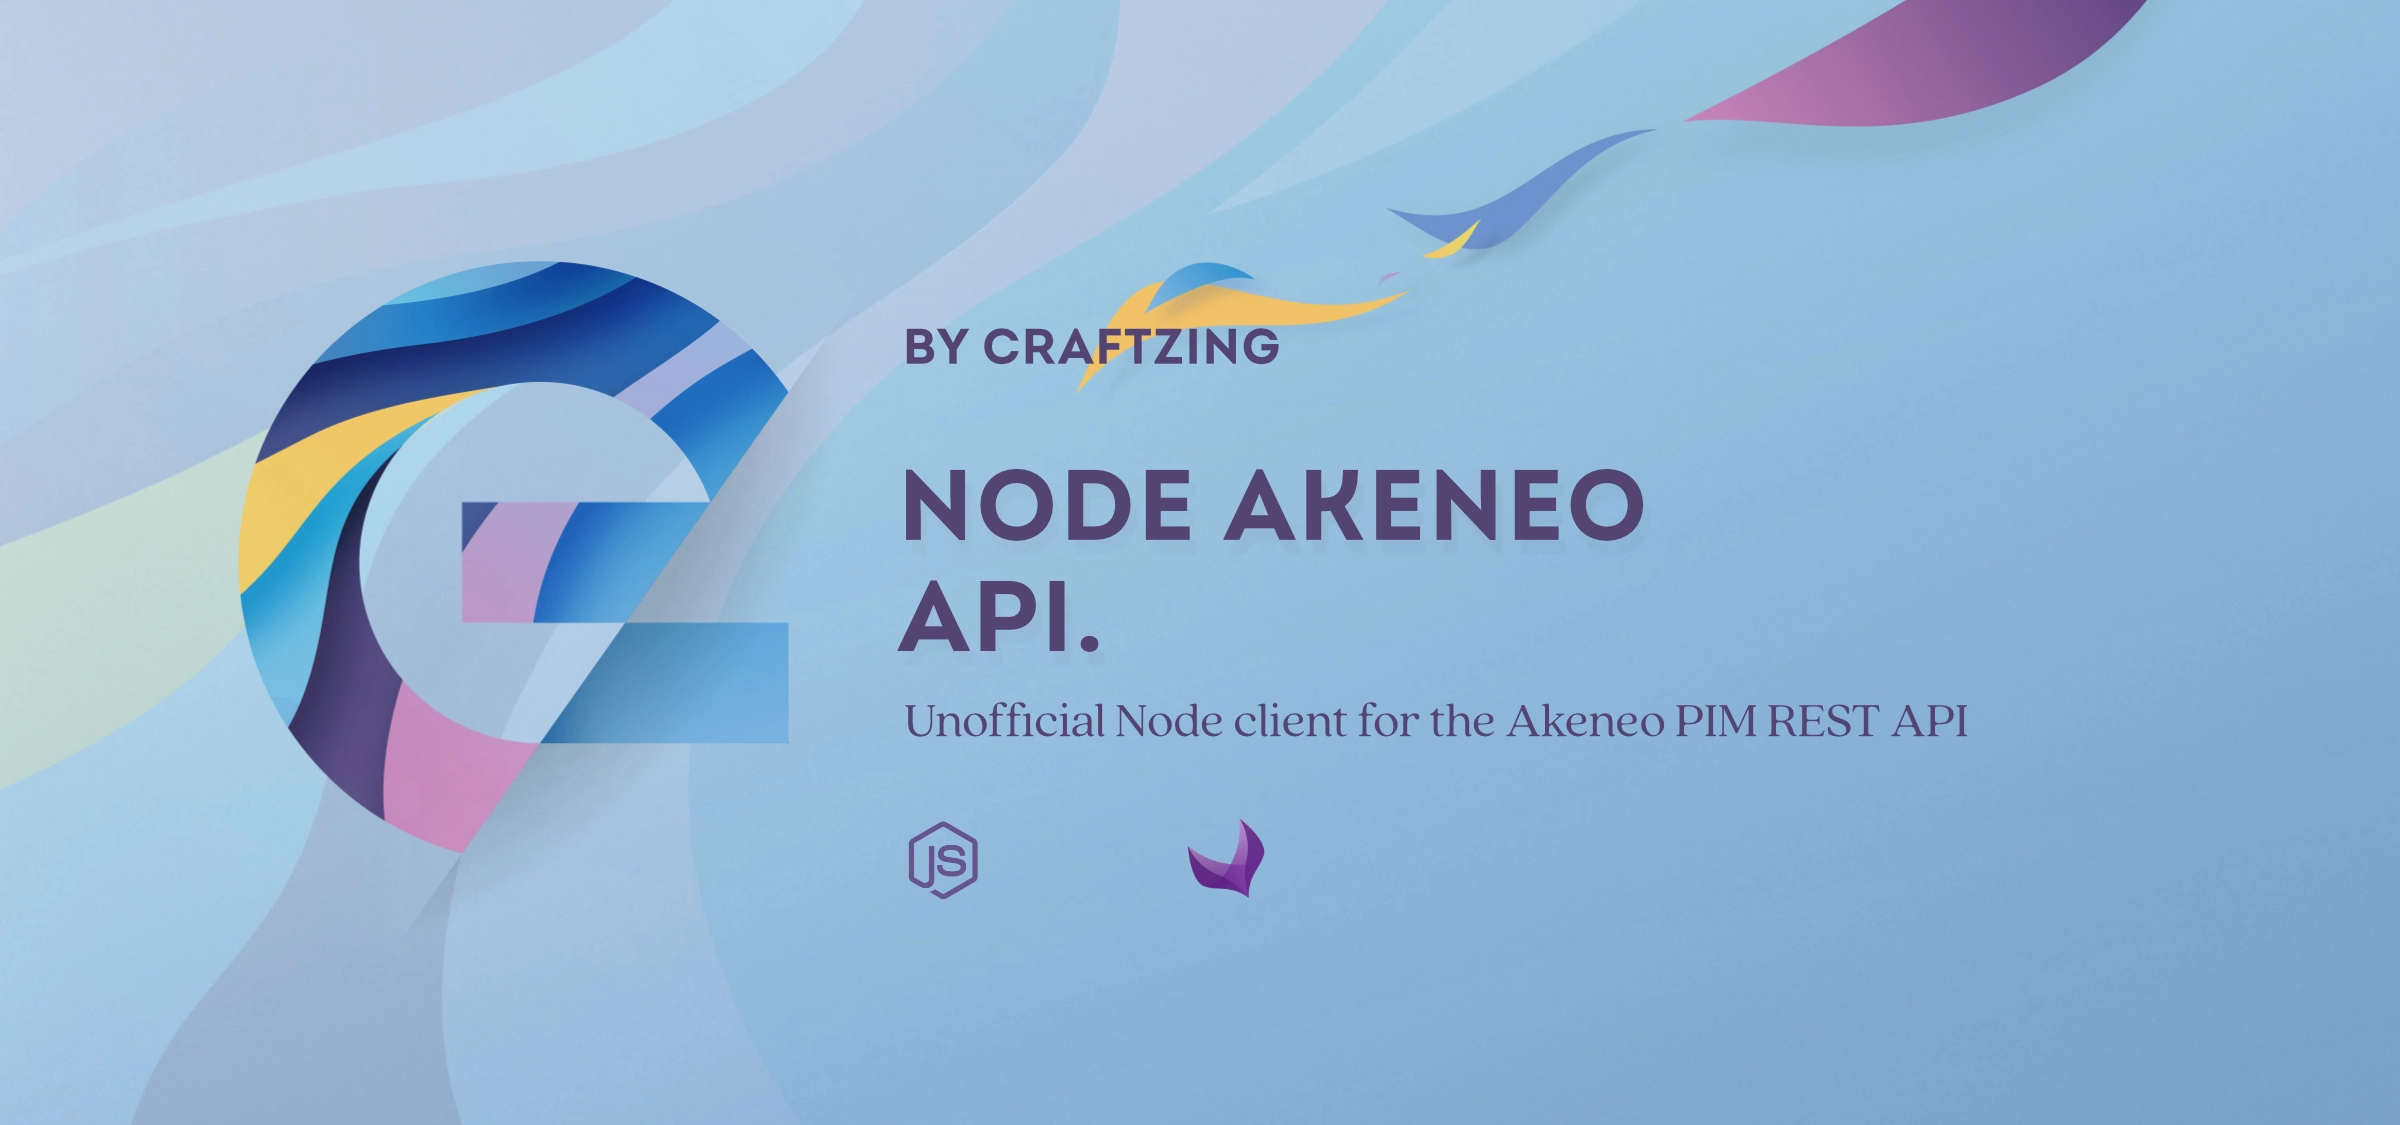 BY CRAFTZING
NODE AKENEO
API.
Unofficial Node client for the Akeneo PIM REST API
JS